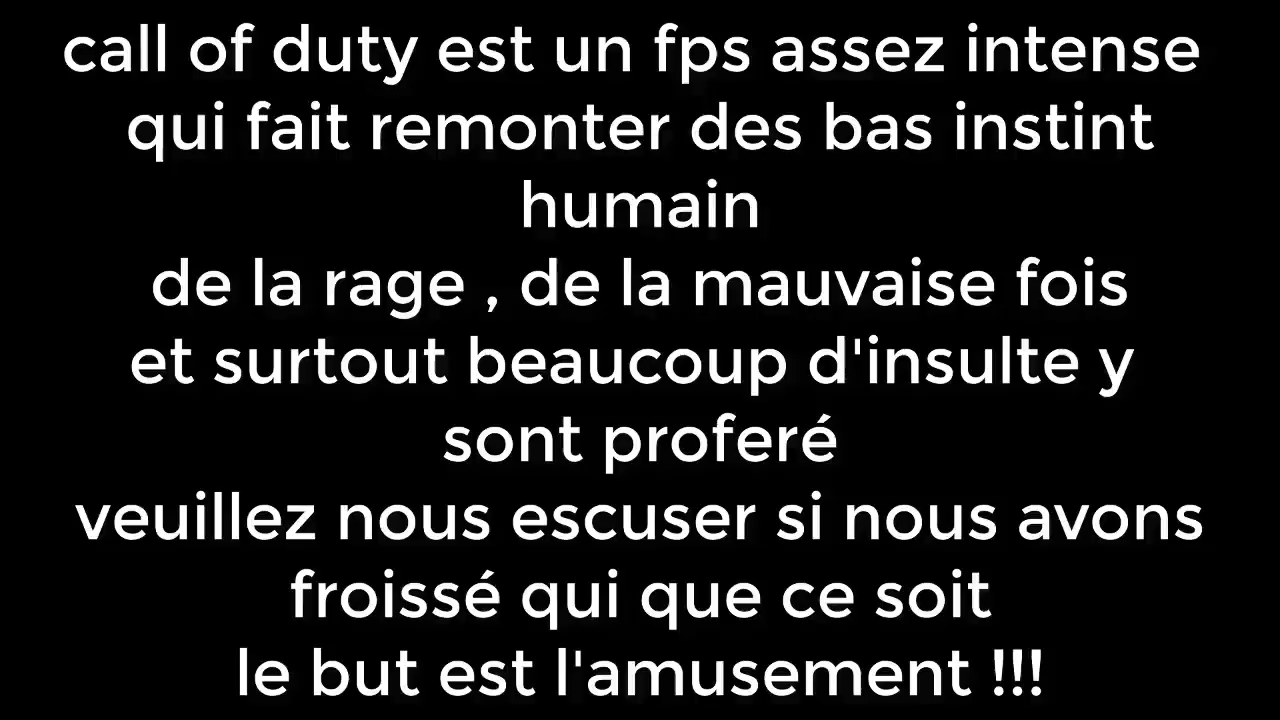 call of duty est un fps assez intense
qui fait remonter des bas instint
humain
de la rage , de la mauvaise fois
et surtout beaucoup d'insulte y
sont proferé
veuillez nous escuser si nous avons
froissé qui que ce soit
le but est l'amusement !!!